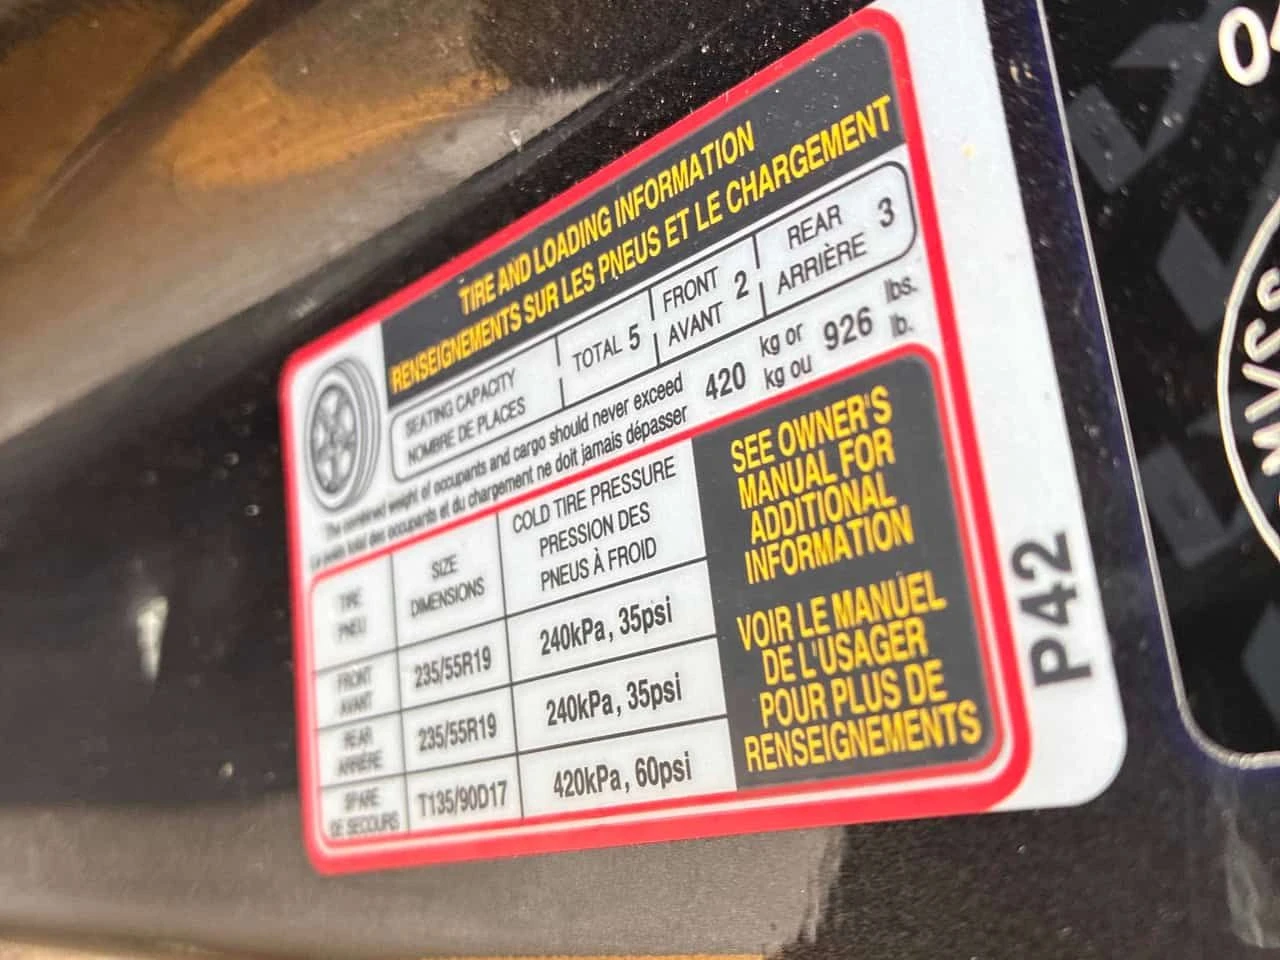 TIRE AND LOADING INFORMATION
RENSEIGNEMENTS SUR LES PNEUS ET LE CHARGEMENT
SEATING CAPACITY
NOMBRE DE PLACES
TOTAL 5
FRONT
AVANT
2
REAR
ARRIÈRE
3
The combined weight of occupants and cargo should never exceed
Le poids total des occupants et du chargement ne doit jamais dépasser
420
kg or
kg ou
926
lbs.
lb.
TIRE
PNEU
SIZE
DIMENSIONS
COLD TIRE PRESSURE
PRESSION DES
PNEUS À FROID
FRONT
AVANT
235/55R19
240kPa, 35psi
REAR
ARRIÈRE
235/55R19
240kPa, 35psi
SPARE
DE SECOURS
T135/90D17
420kPa, 60psi
SEE OWNER'S
MANUAL FOR
ADDITIONAL
INFORMATION
VOIR LE MANUEL
DE L'USAGER
POUR PLUS DE
RENSEIGNEMENTS
P42